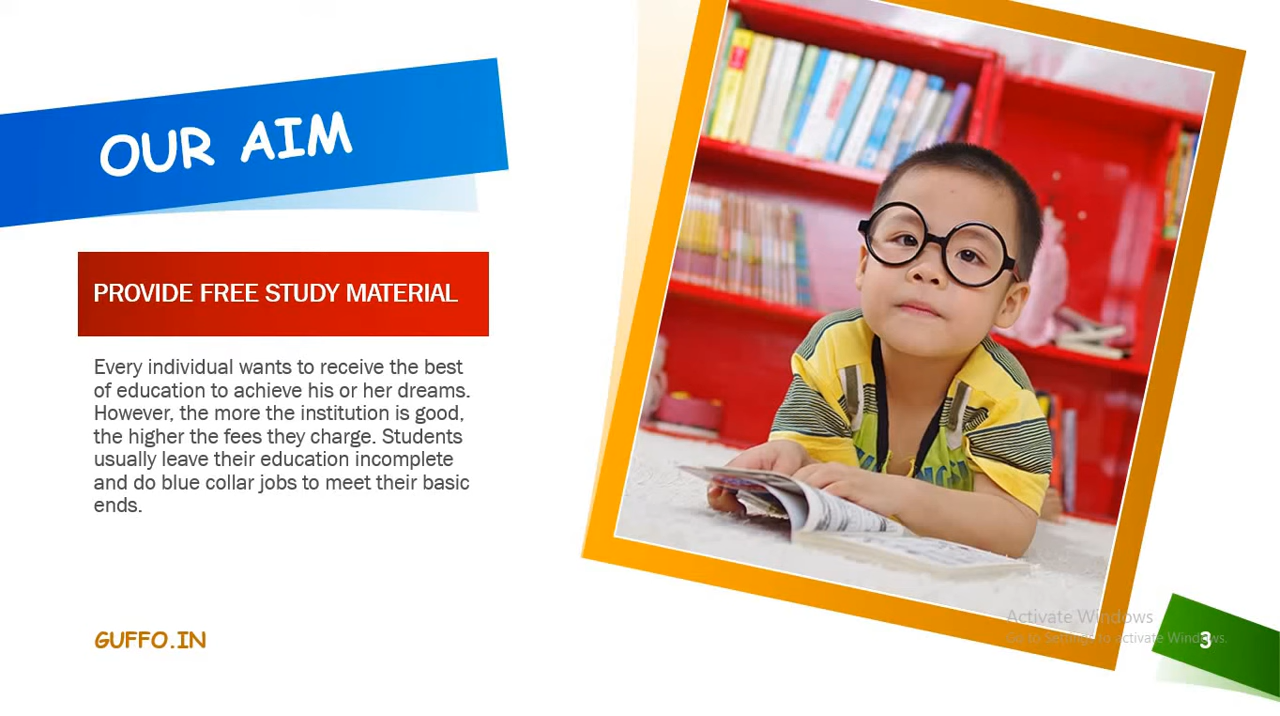 OUR AIM
PROVIDE FREE STUDY MATERIAL
Every individual wants to receive the best
of education to achieve his or her dreams.
However, the more the institution is good,
the higher the fees they charge. Students
usually leave their education incomplete
and do blue collar jobs to meet their basic
ends.
GUFFO.IN
Activate Windows
Go to Settings to activate Windows.
3